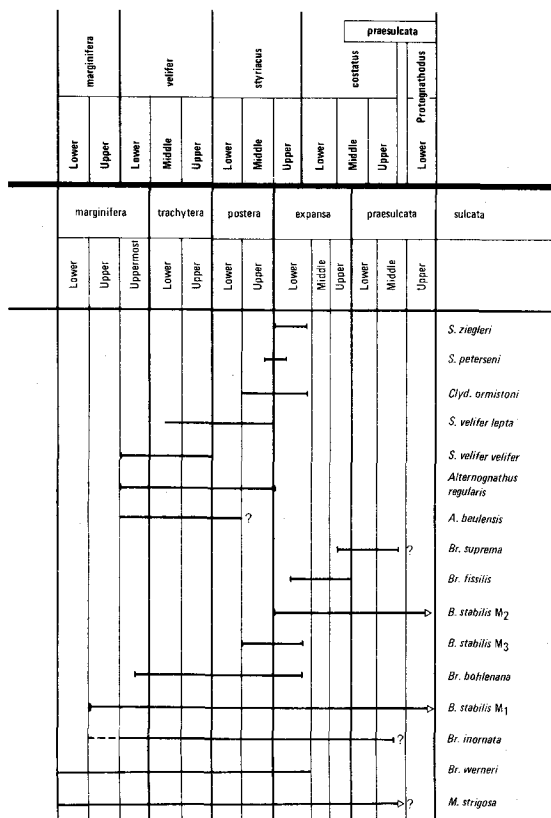 praesulcata
marginifera
velifer
styriacus
costatus
Protognathodus
Lower
Upper
Lower
Middle
Upper
Lower
Middle
Upper
Lower
Middle
Upper
Lower
marginifera
trachytera
postera
expansa
praesulcata
sulcata
Lower
Upper
Uppermost
Lower
Upper
Lower
Upper
Lower
Middle
Upper
Lower
Middle
Upper
S. ziegleri
S. peterseni
Clyd. ormistoni
S. velifer lepta
S. velifer velifer
Alternognathus
regularis
? A. beulensis
? Br. suprema
Br. fissilis
B. stabilis M2
B. stabilis M3
Br. bohlenana
B. stabilis M1
? Br. inornata
Br. werneri
? M. strigosa